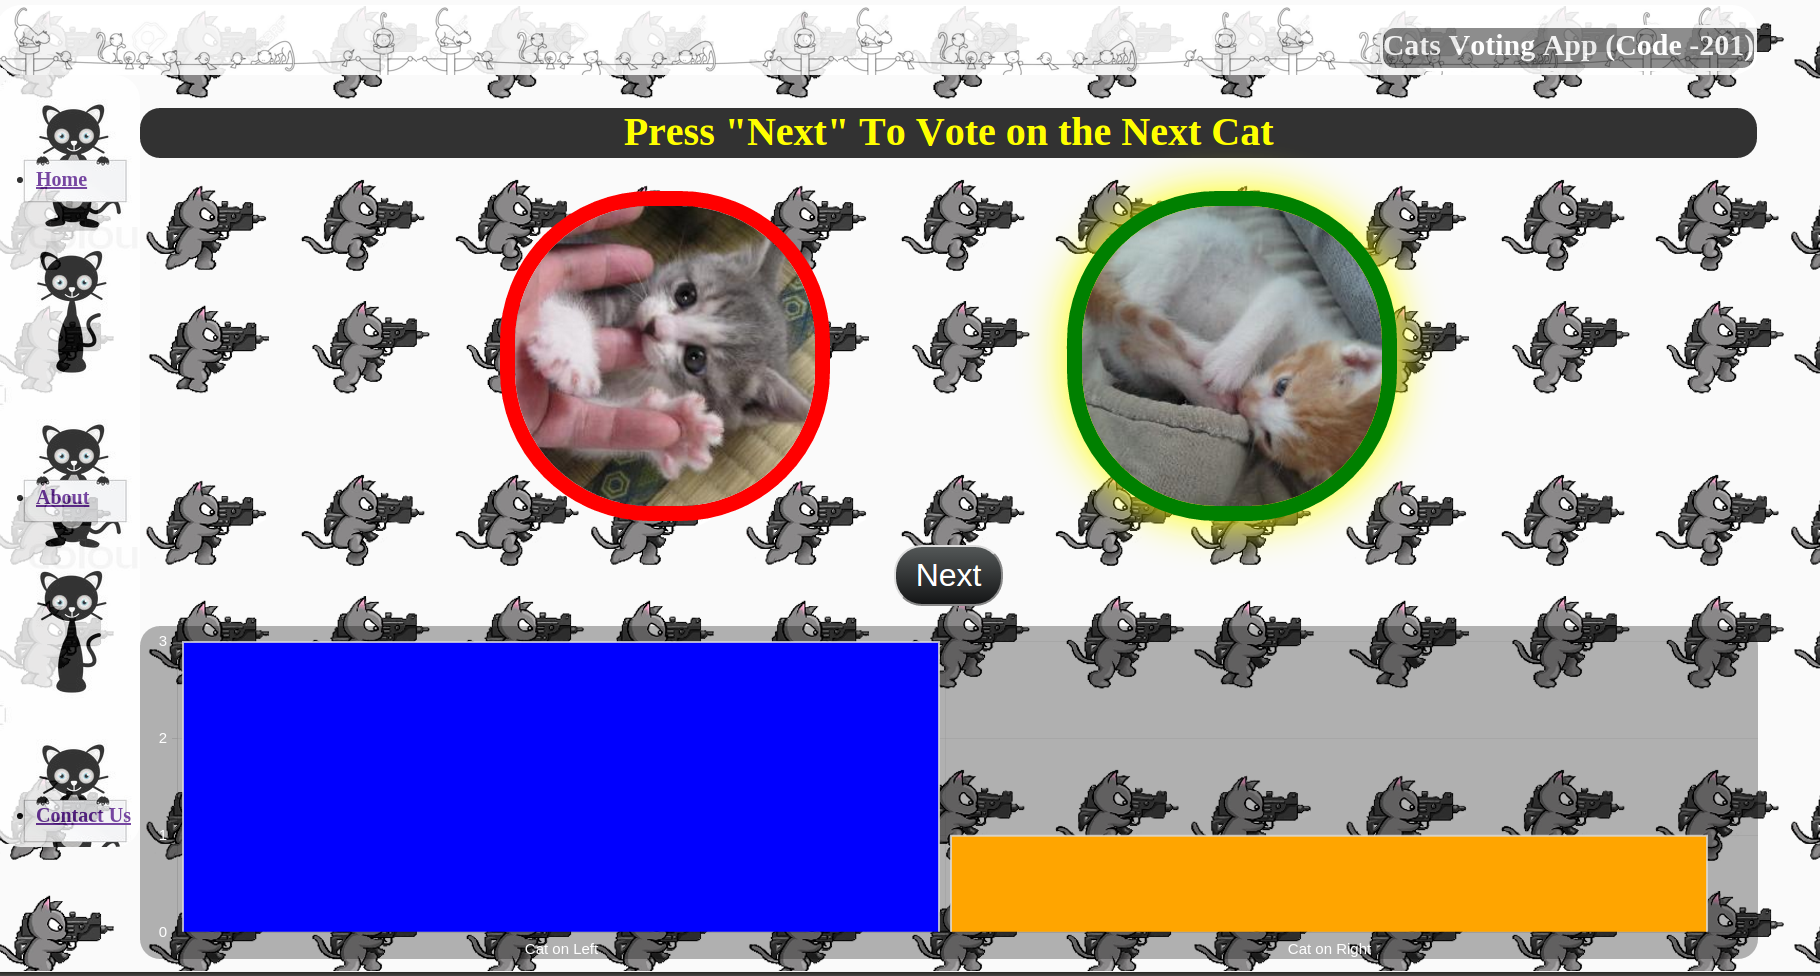 Cats Voting App (Code -201)
Press "Next" To Vote on the Next Cat
Home
About
Contact Us
Next
3
2
1
0
Cat on Left
Cat on Right